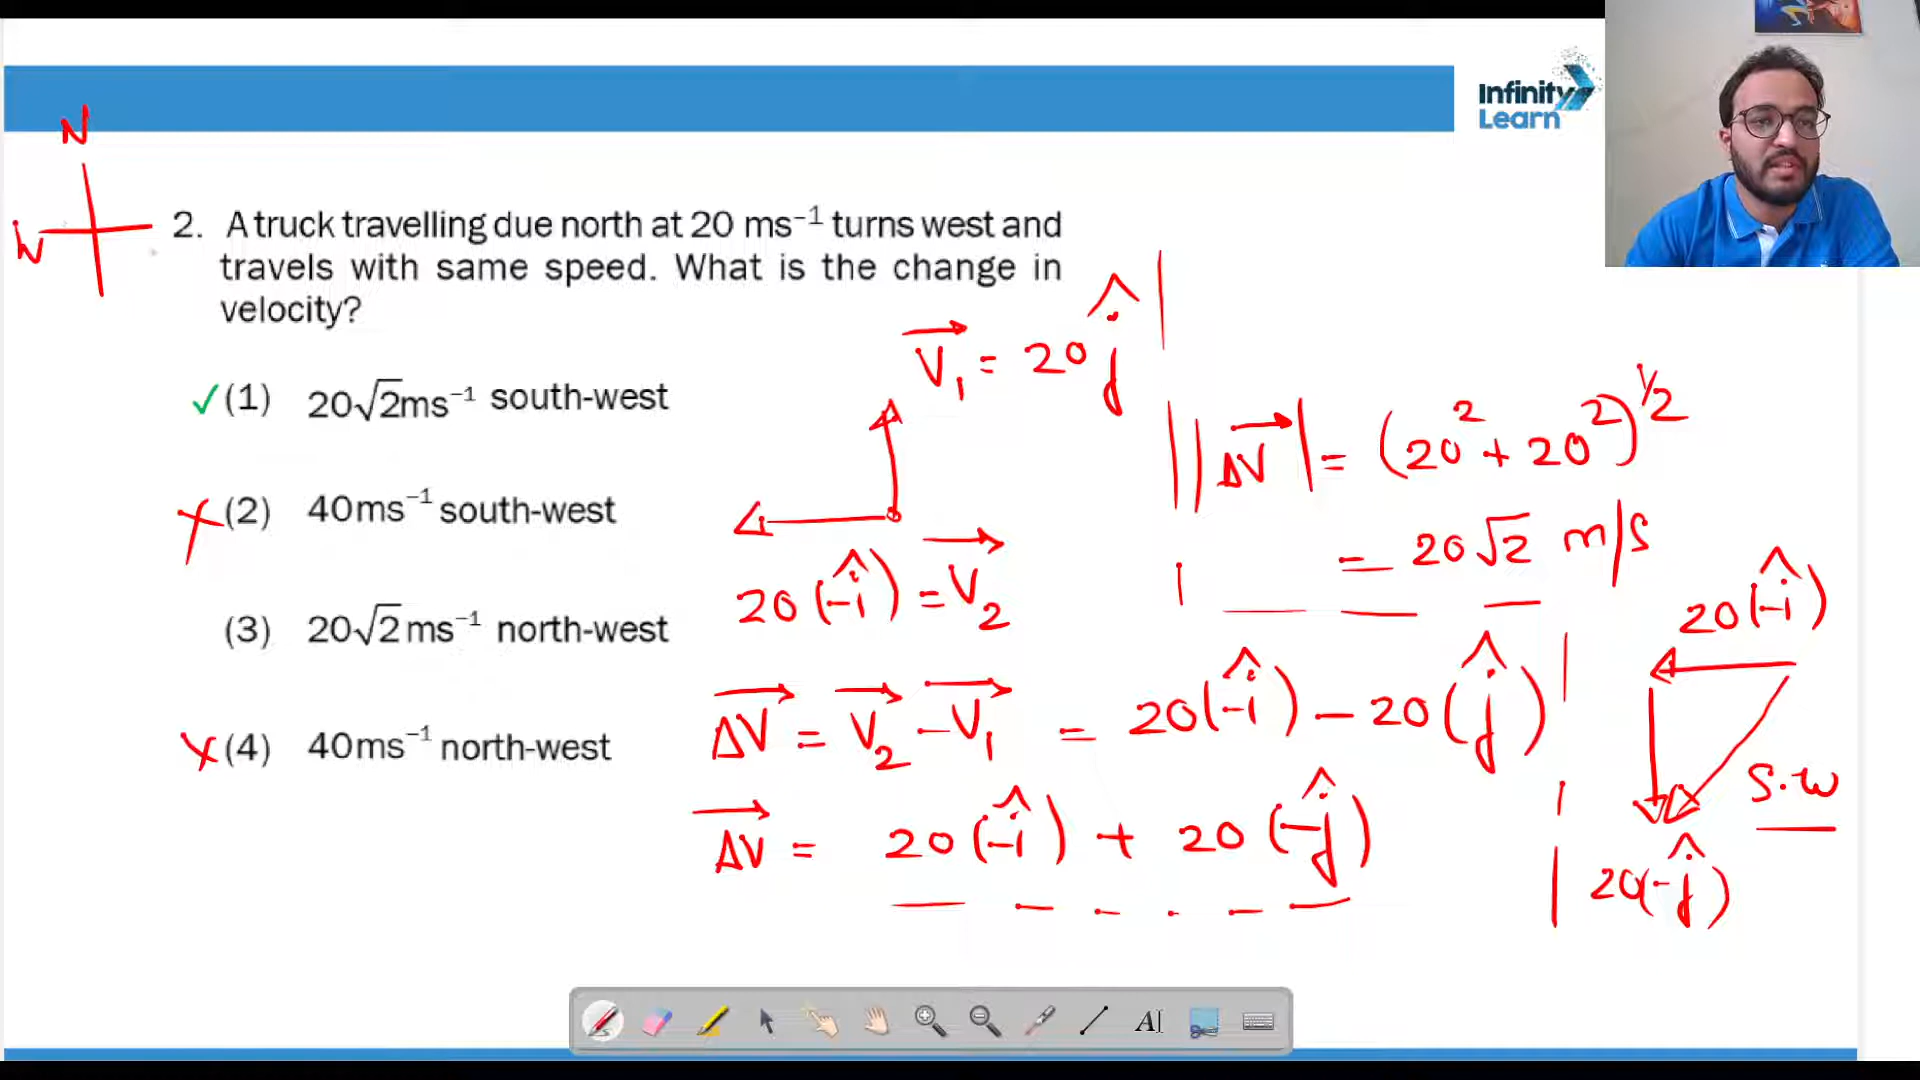 Infinity
Learn
N
W
2. A truck travelling due north at 20 ms⁻¹ turns west and
travels with same speed. What is the change in
velocity?
V⃗₁ = 20 ĵ
✓(1) 20√2ms⁻¹ south-west
|ΔV⃗| = (20² + 20²)^1/2
X(2) 40ms⁻¹ south-west
= 20√2 m/s
20(-î) = V⃗₂
20(-î)
(3) 20√2ms⁻¹ north-west
ΔV⃗ = V⃗₂ - V⃗₁ = 20(-î) - 20(ĵ)
X(4) 40ms⁻¹ north-west
S.W
ΔV⃗ = 20(-î) + 20(-ĵ)
20(-ĵ)
A